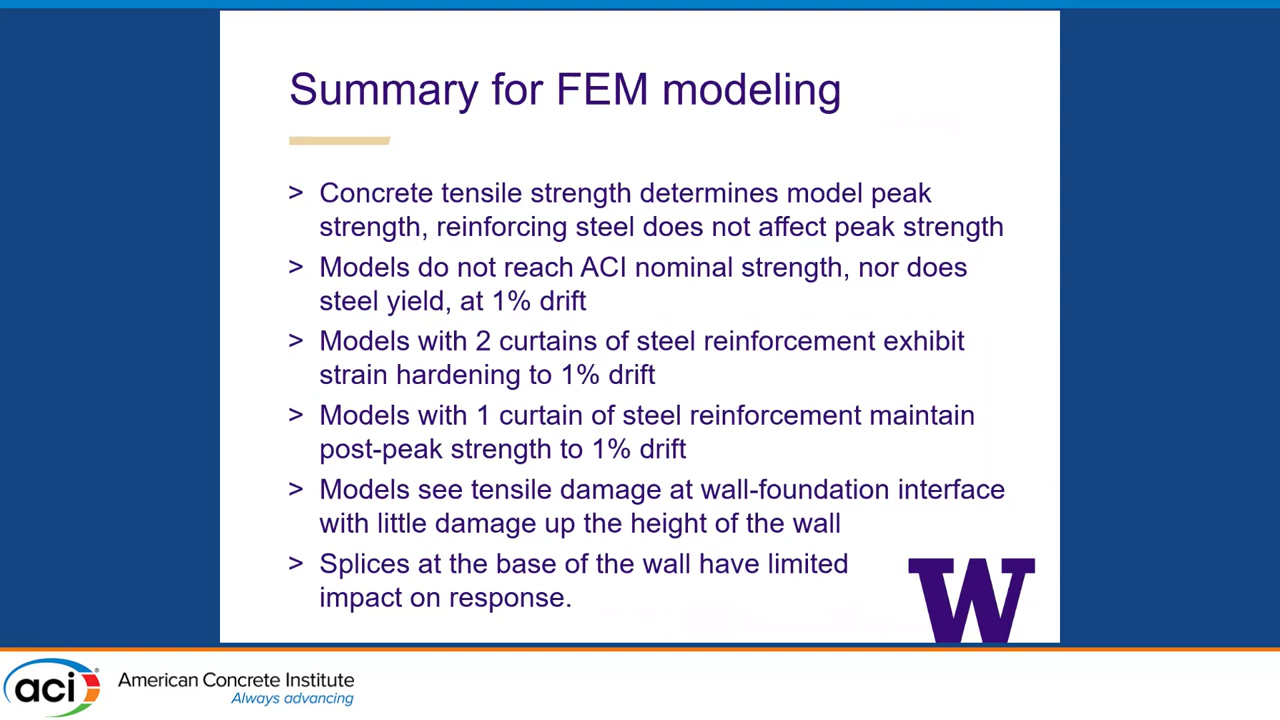 Summary for FEM modeling
> Concrete tensile strength determines model peak
strength, reinforcing steel does not affect peak strength
> Models do not reach ACI nominal strength, nor does
steel yield, at 1% drift
> Models with 2 curtains of steel reinforcement exhibit
strain hardening to 1% drift
> Models with 1 curtain of steel reinforcement maintain
post-peak strength to 1% drift
> Models see tensile damage at wall-foundation interface
with little damage up the height of the wall
> Splices at the base of the wall have limited
impact on response.
W
aci®
American Concrete Institute
Always advancing